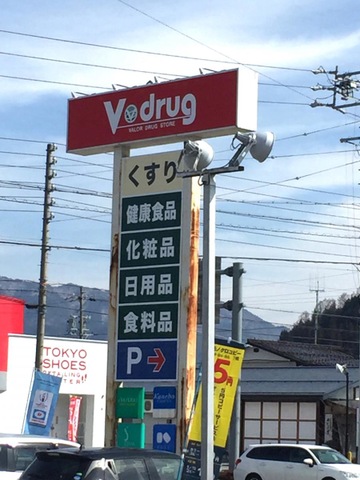 V·drug
VALOR DRUG STORE
くすり
健康食品
化粧品
日用品
食料品
P→
TOKYO
SHOES